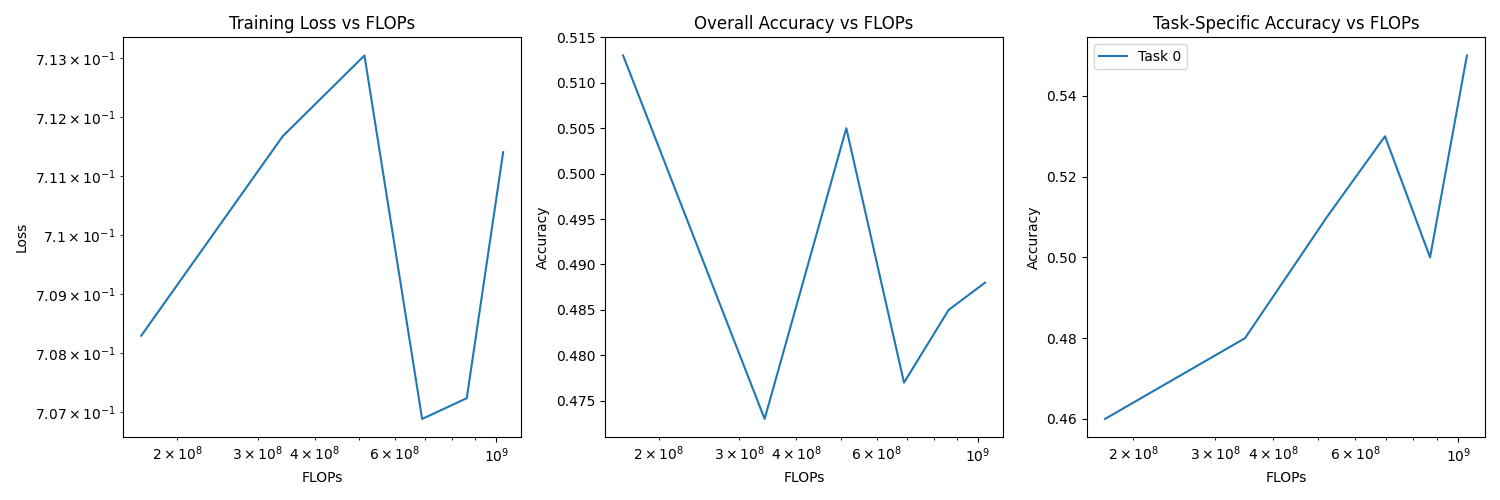 Training Loss vs FLOPs
7.13 × 10⁻¹
7.12 × 10⁻¹
7.11 × 10⁻¹
7.1 × 10⁻¹
7.09 × 10⁻¹
7.08 × 10⁻¹
7.07 × 10⁻¹
Loss
2 × 10⁸ 3 × 10⁸ 4 × 10⁸ 6 × 10⁸ 10⁹
FLOPs
Overall Accuracy vs FLOPs
0.515
0.510
0.505
0.500
0.495
0.490
0.485
0.480
0.475
Accuracy
2 × 10⁸ 3 × 10⁸ 4 × 10⁸ 6 × 10⁸ 10⁹
FLOPs
Task-Specific Accuracy vs FLOPs
Task 0
0.54
0.52
0.50
0.48
0.46
Accuracy
2 × 10⁸ 3 × 10⁸ 4 × 10⁸ 6 × 10⁸ 10⁹
FLOPs